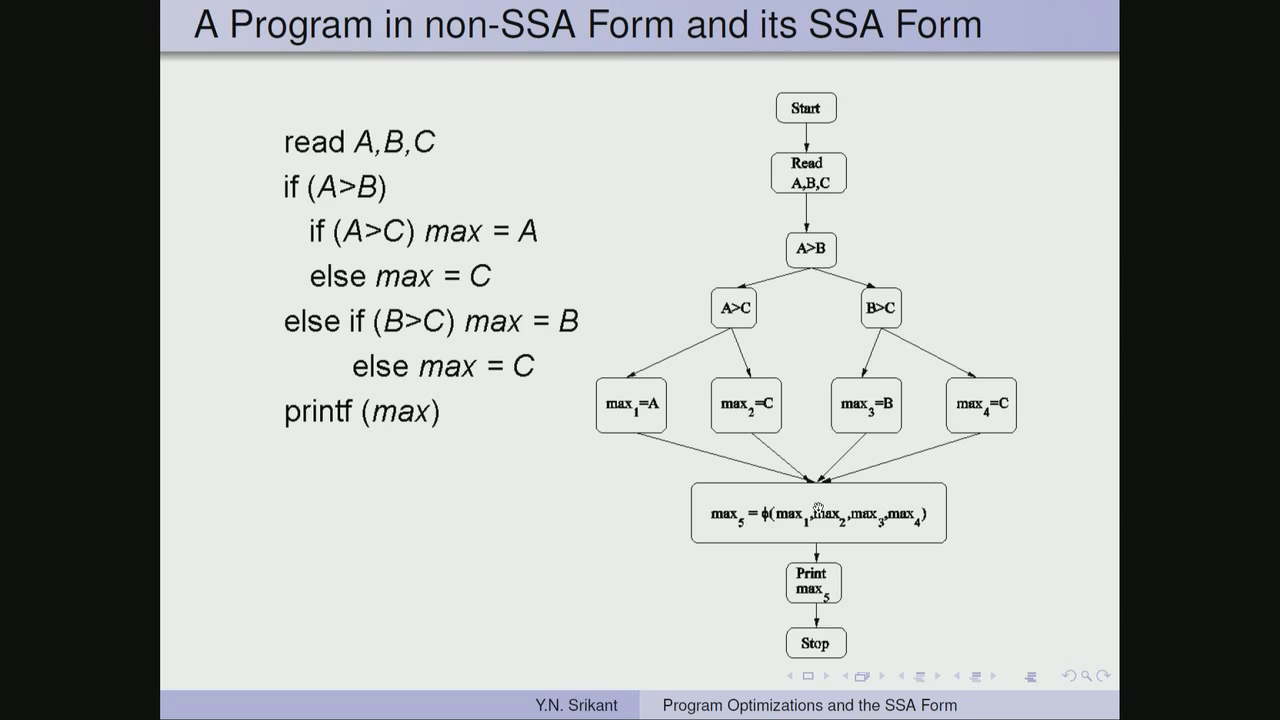 A Program in non-SSA Form and its SSA Form
read A,B,C
if (A>B)
if (A>C) max = A
else max = C
else if (B>C) max = B
else max = C
printf (max)
Start
Read
A,B,C
A>B
A>C
B>C
max1=A
max2=C
max3=B
max4=C
max5 = ϕ(max1,max2,max3,max4)
Print
max5
Stop
Y.N. Srikant
Program Optimizations and the SSA Form